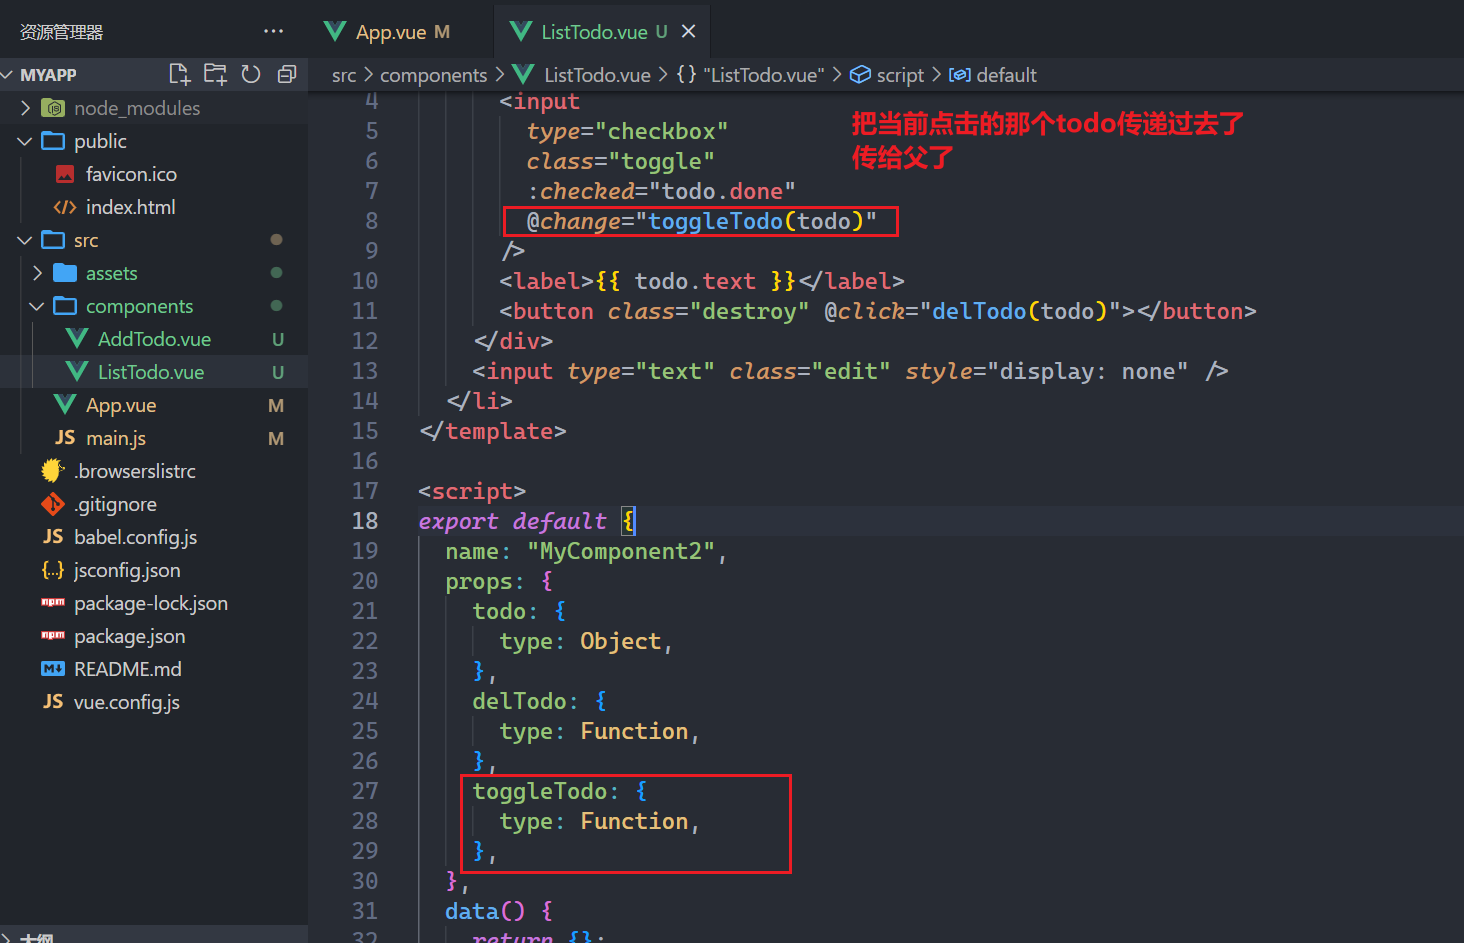 资源管理器
MYAPP
node_modules
public
favicon.ico
index.html
src
assets
components
AddTodo.vue U
ListTodo.vue U
App.vue M
main.js M
.browserslistrc
.gitignore
babel.config.js
jsconfig.json
package-lock.json
package.json
README.md
vue.config.js
大纲
App.vue M
ListTodo.vue U
src > components > ListTodo.vue > {} "ListTodo.vue" > script > default
4 <input
5 type="checkbox"
6 class="toggle"
7 :checked="todo.done"
8 @change="toggleTodo(todo)"
9 />
10 <label>{{ todo.text }}</label>
11 <button class="destroy" @click="delTodo(todo)"></button>
12 </div>
13 <input type="text" class="edit" style="display: none" />
14 </li>
15 </template>
16
17 <script>
18 export default {
19 name: "MyComponent2",
20 props: {
21 todo: {
22 type: Object,
23 },
24 delTodo: {
25 type: Function,
26 },
27 toggleTodo: {
28 type: Function,
29 },
30 },
31 data() {
32 return {};
把当前点击的那个todo传递过去了
传给父了